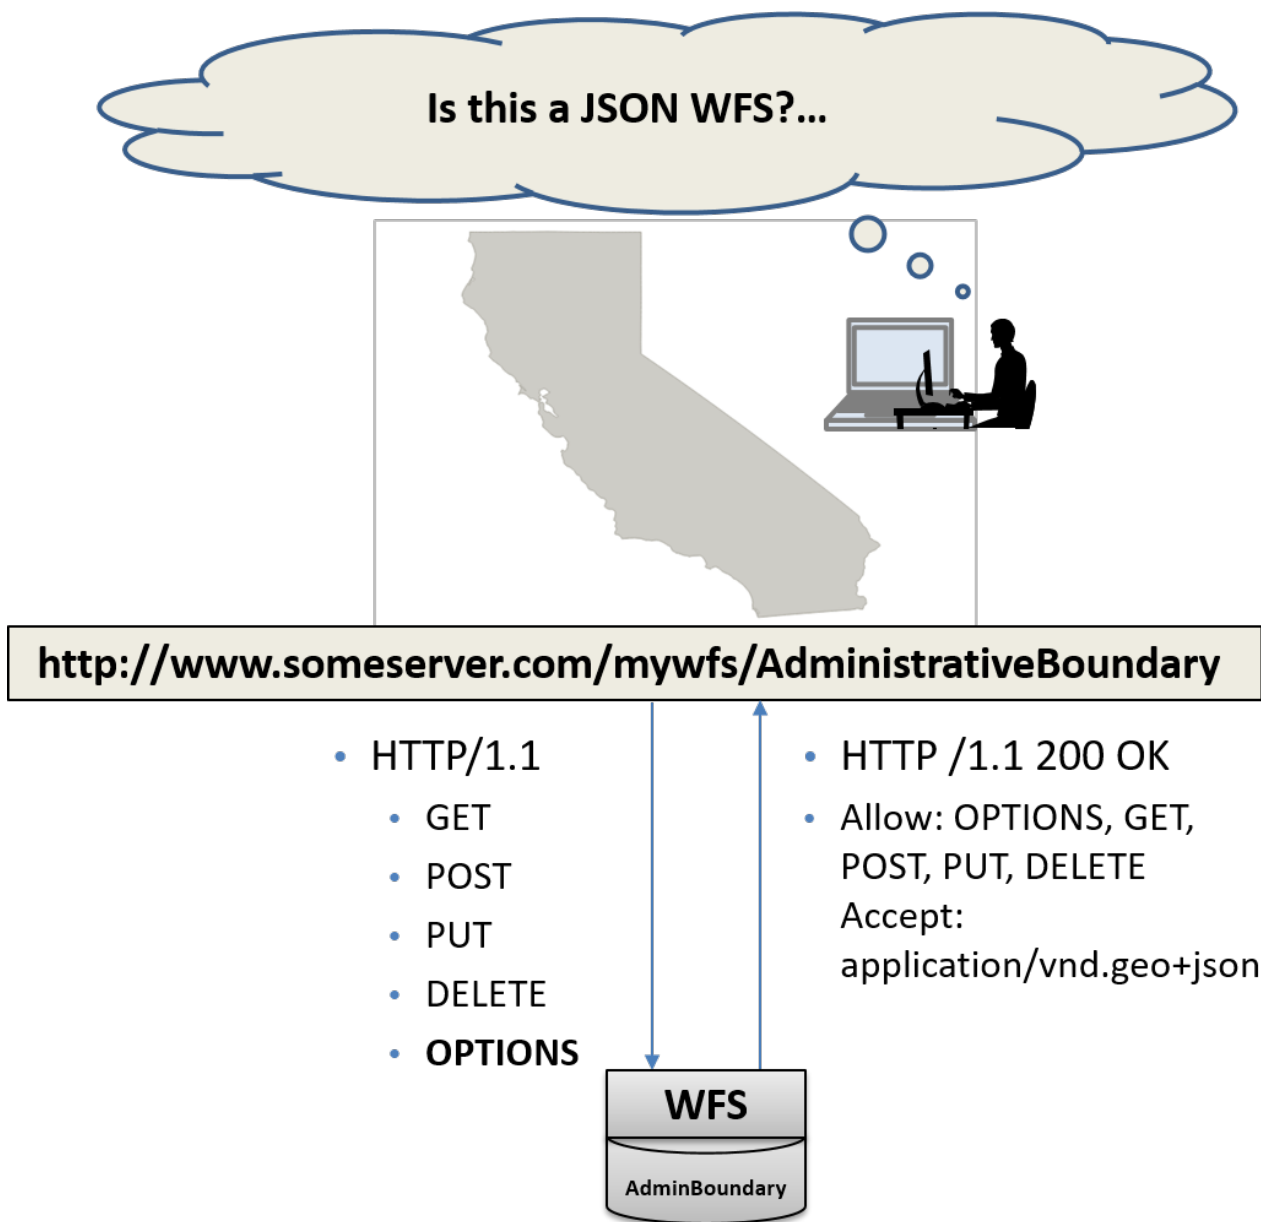 Is this a JSON WFS?...
http://www.someserver.com/mywfs/AdministrativeBoundary
• HTTP/1.1
• GET
• POST
• PUT
• DELETE
• OPTIONS
• HTTP /1.1 200 OK
• Allow: OPTIONS, GET,
POST, PUT, DELETE
Accept:
application/vnd.geo+json
WFS
AdminBoundary